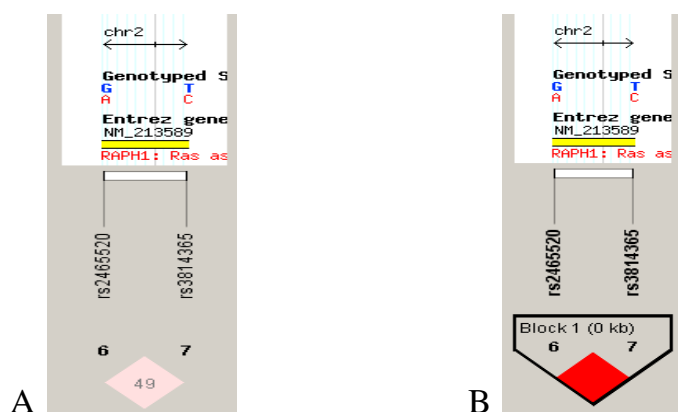 chr2
Genotyped S
G T
A C
Entrez gene
NM_213589
RAPH1: Ras as
rs2465520
rs3814365
6 7
49
A
chr2
Genotyped S
G T
A C
Entrez gene
NM_213589
RAPH1: Ras as
rs2465520
rs3814365
Block 1 (0 kb)
6 7
B